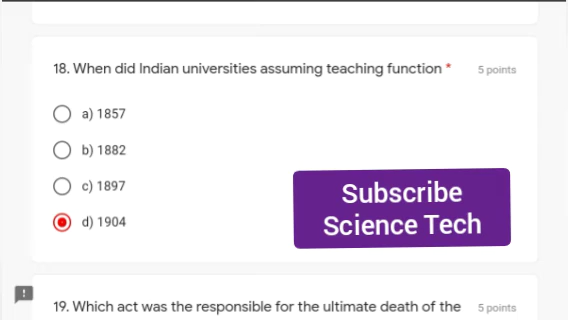 18. When did Indian universities assuming teaching function *
5 points
a) 1857
b) 1882
c) 1897
d) 1904
Subscribe
Science Tech
19. Which act was the responsible for the ultimate death of the
5 points